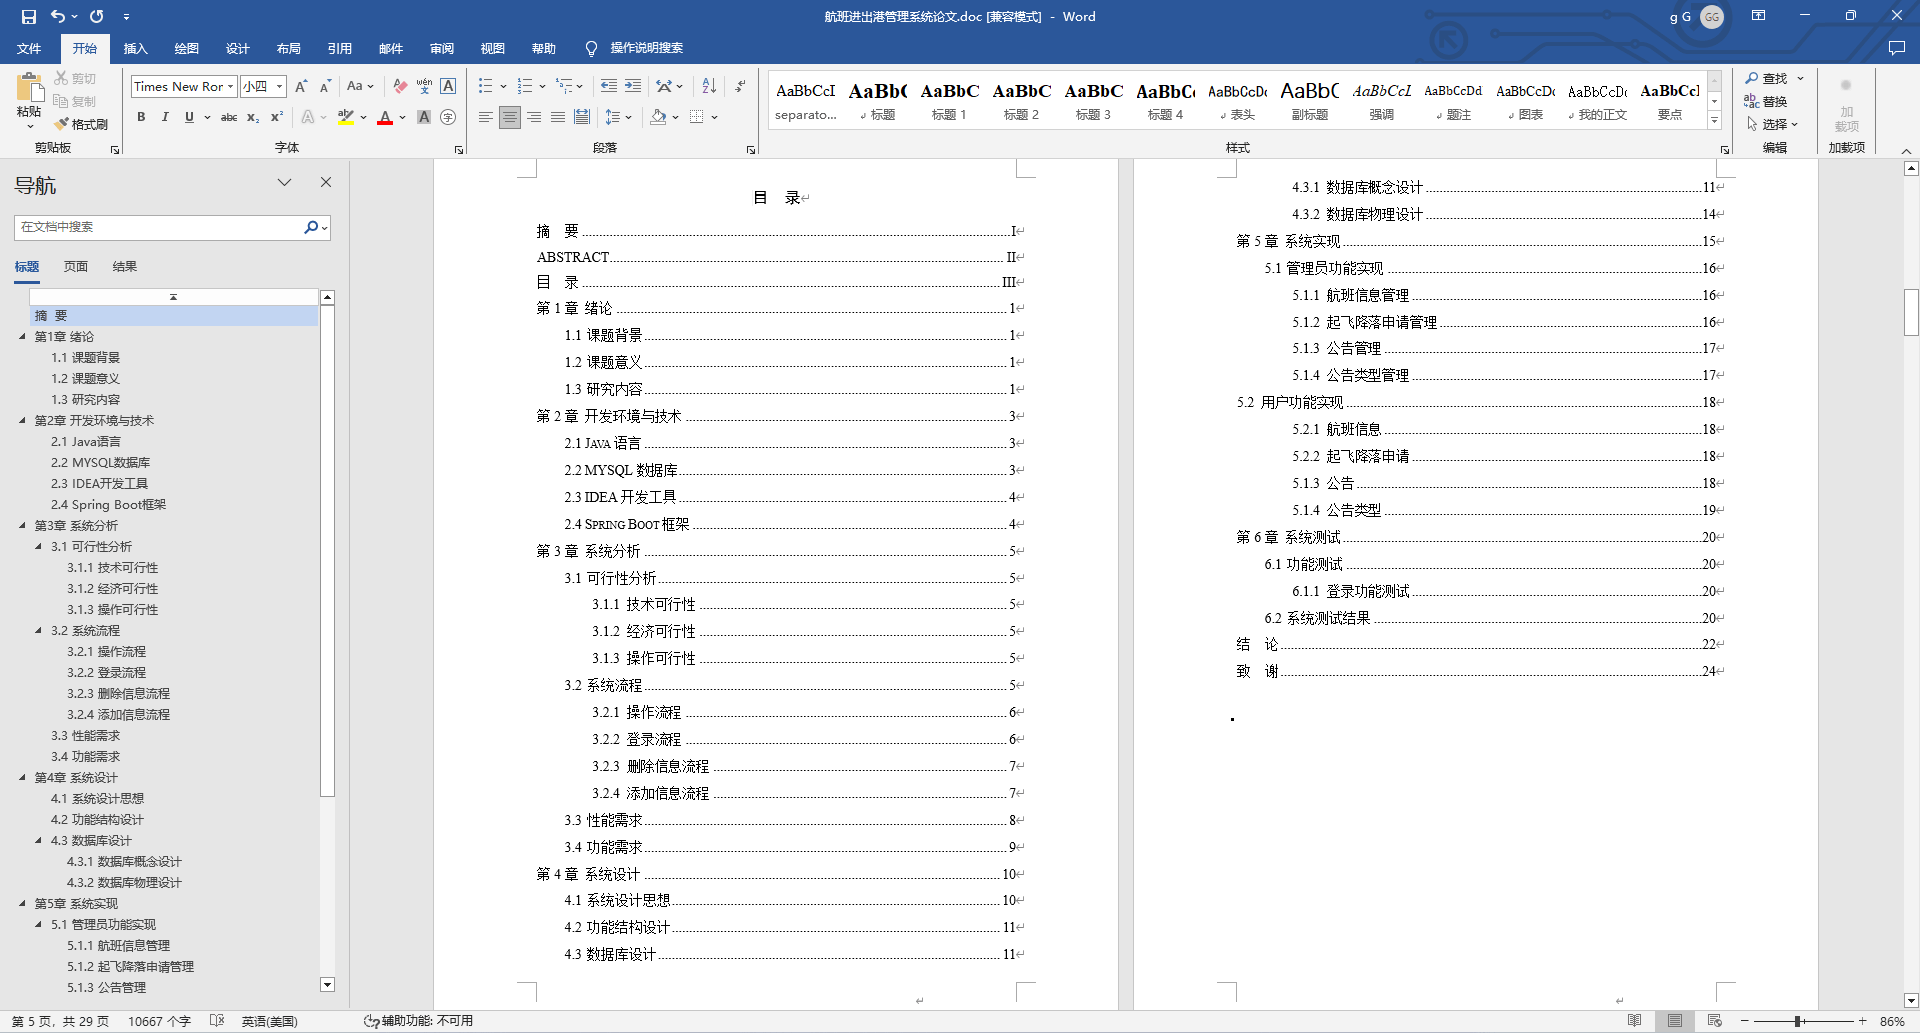 航班进出港管理系统论文.doc [兼容模式] - Word
g G
GG
文件 开始 插入 绘图 设计 布局 引用 邮件 审阅 视图 帮助 操作说明搜索
粘贴
剪切
复制
格式刷
剪贴板
Times New Ror 小四
字体
段落
AaBbCcI AaBb( AaBbC AaBbC AaBbC AaBbCc AaBbCcDc AaBbC AaBbCcL AaBbCcDd AaBbCcDc AaBbCcDc AaBbCcl
separato... 标题 标题 1 标题 2 标题 3 标题 4 表头 副标题 强调 题注 图表 我的正文 要点
样式
查找
替换
选择
编辑
加
载项
加载项
导航
在文档中搜索
标题 页面 结果
摘 要
第1章 绪论
1.1 课题背景
1.2 课题意义
1.3 研究内容
第2章 开发环境与技术
2.1 Java语言
2.2 MYSQL数据库
2.3 IDEA开发工具
2.4 Spring Boot框架
第3章 系统分析
3.1 可行性分析
3.1.1 技术可行性
3.1.2 经济可行性
3.1.3 操作可行性
3.2 系统流程
3.2.1 操作流程
3.2.2 登录流程
3.2.3 删除信息流程
3.2.4 添加信息流程
3.3 性能需求
3.4 功能需求
第4章 系统设计
4.1 系统设计思想
4.2 功能结构设计
4.3 数据库设计
4.3.1 数据库概念设计
4.3.2 数据库物理设计
第5章 系统实现
5.1 管理员功能实现
5.1.1 航班信息管理
5.1.2 起飞降落申请管理
5.1.3 公告管理
目 录
摘 要 I
ABSTRACT II
目 录 III
第 1 章 绪论 1
1.1 课题背景 1
1.2 课题意义 1
1.3 研究内容 1
第 2 章 开发环境与技术 3
2.1 JAVA 语言 3
2.2 MYSQL 数据库 3
2.3 IDEA 开发工具 4
2.4 SPRING BOOT 框架 4
第 3 章 系统分析 5
3.1 可行性分析 5
3.1.1 技术可行性 5
3.1.2 经济可行性 5
3.1.3 操作可行性 5
3.2 系统流程 5
3.2.1 操作流程 6
3.2.2 登录流程 6
3.2.3 删除信息流程 7
3.2.4 添加信息流程 7
3.3 性能需求 8
3.4 功能需求 9
第 4 章 系统设计 10
4.1 系统设计思想 10
4.2 功能结构设计 11
4.3 数据库设计 11
4.3.1 数据库概念设计 11
4.3.2 数据库物理设计 14
第 5 章 系统实现 15
5.1 管理员功能实现 16
5.1.1 航班信息管理 16
5.1.2 起飞降落申请管理 16
5.1.3 公告管理 17
5.1.4 公告类型管理 17
5.2 用户功能实现 18
5.2.1 航班信息 18
5.2.2 起飞降落申请 18
5.1.3 公告 18
5.1.4 公告类型 19
第 6 章 系统测试 20
6.1 功能测试 20
6.1.1 登录功能测试 20
6.2 系统测试结果 20
结 论 22
致 谢 24
第 5 页，共 29 页 10667 个字 英语(美国) 辅助功能: 不可用 86%